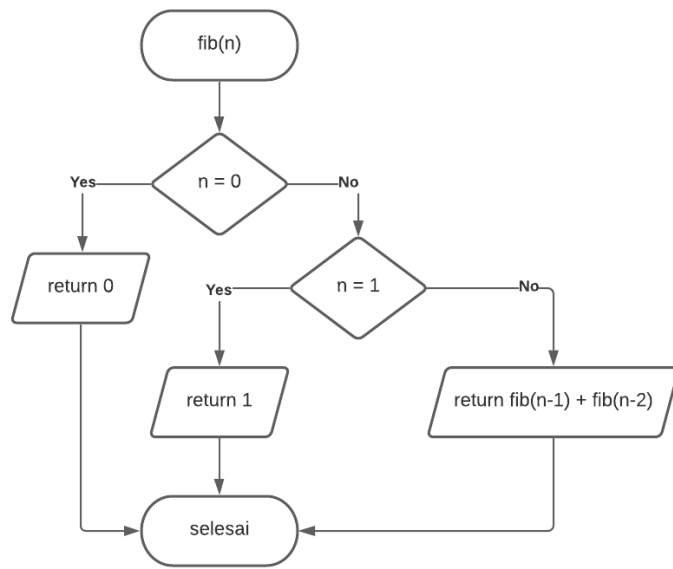 fib(n)
n = 0
Yes
No
return 0
n = 1
Yes
No
return 1
return fib(n-1) + fib(n-2)
selesai